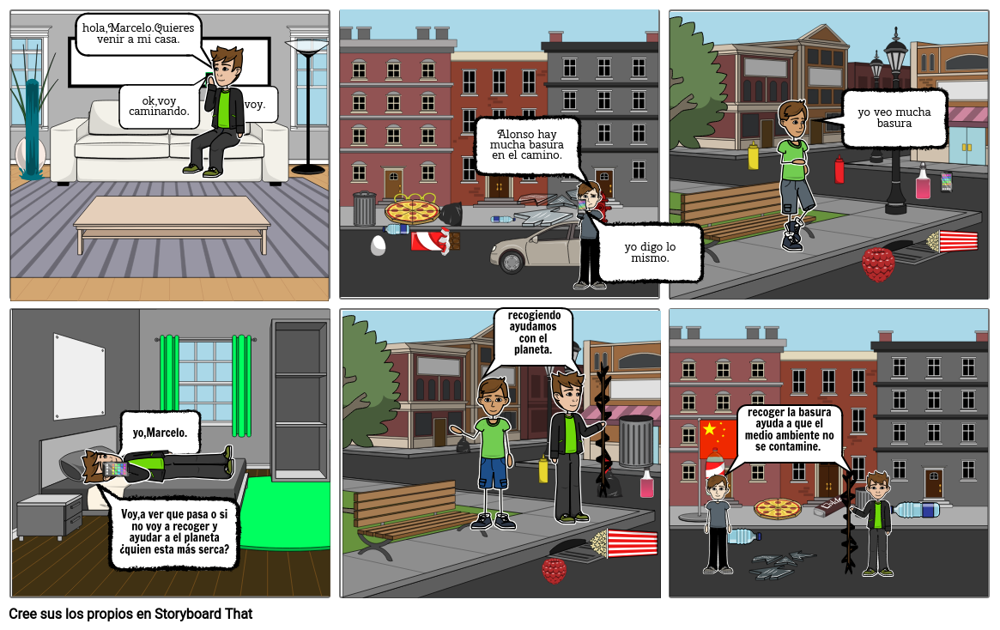 hola,Marcelo.Quieres
venir a mi casa.
ok,voy
caminando.
voy.
Alonso hay
mucha basura
en el camino.
yo digo lo
mismo.
yo veo mucha
basura
yo,Marcelo.
Voy,a ver que pasa o si
no voy a recoger y
ayudar a el planeta
¿quien esta más serca?
recogiendo
ayudamos
con el
planeta.
recoger la basura
ayuda a que el
medio ambiente no
se contamine.
Cree sus los propios en Storyboard That